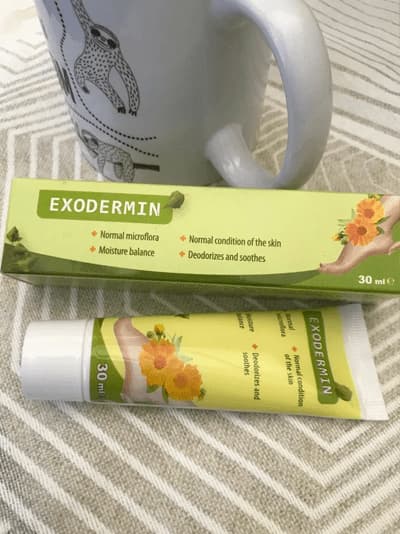 EXODERMIN
Normal microflora
Normal condition of the skin
Moisture balance
Deodorizes and soothes
30 ml ℮
EXODERMIN
Normal condition
of the skin
microflora
Deodorizes and
soothes
30 ml